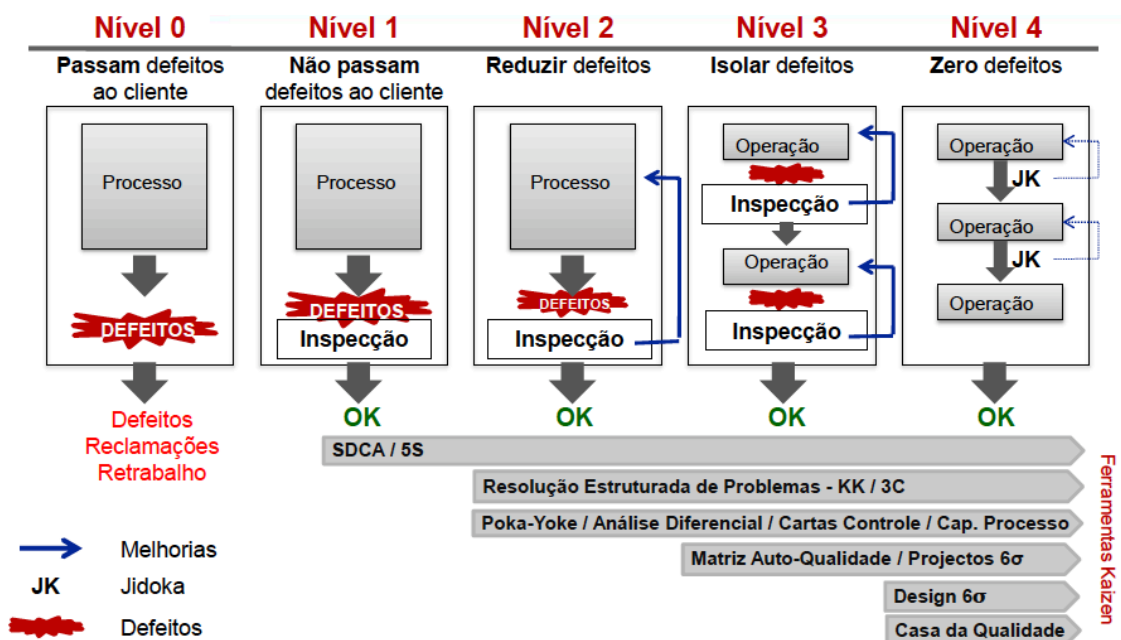 Nível 0
Nível 1
Nível 2
Nível 3
Nível 4
Passam defeitos
ao cliente
Não passam
defeitos ao cliente
Reduzir defeitos
Isolar defeitos
Zero defeitos
Processo
DEFEITOS
Defeitos
Reclamações
Retrabalho
Processo
DEFEITOS
Inspecção
OK
Processo
DEFEITOS
Inspecção
OK
Operação
Inspecção
Operação
Inspecção
OK
Operação
JK
Operação
JK
Operação
OK
SDCA / 5S
Resolução Estruturada de Problemas - KK / 3C
Poka-Yoke / Análise Diferencial / Cartas Controle / Cap. Processo
Matriz Auto-Qualidade / Projectos 6σ
Design 6σ
Casa da Qualidade
Ferramentas Kaizen
Melhorias
JK Jidoka
Defeitos